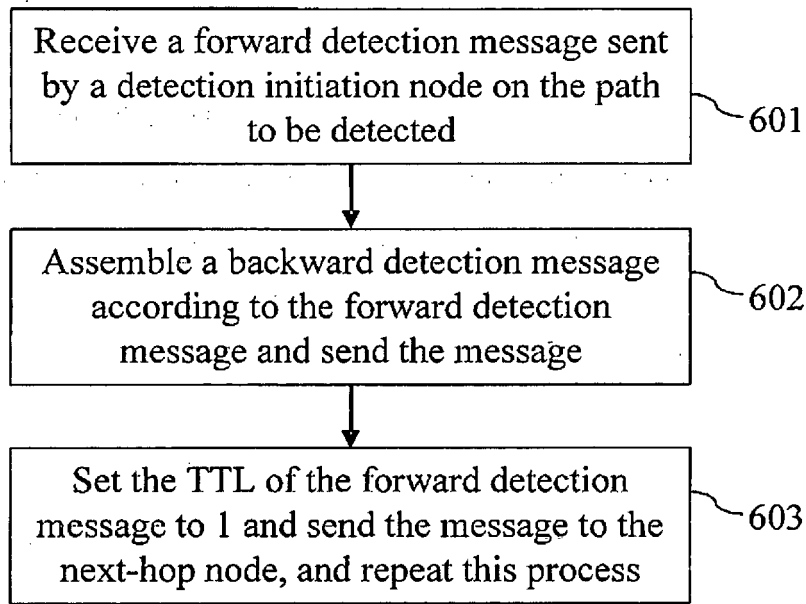 Receive a forward detection message sent
by a detection initiation node on the path
to be detected
601
Assemble a backward detection message
according to the forward detection
message and send the message
602
Set the TTL of the forward detection
message to 1 and send the message to the
next-hop node, and repeat this process
603